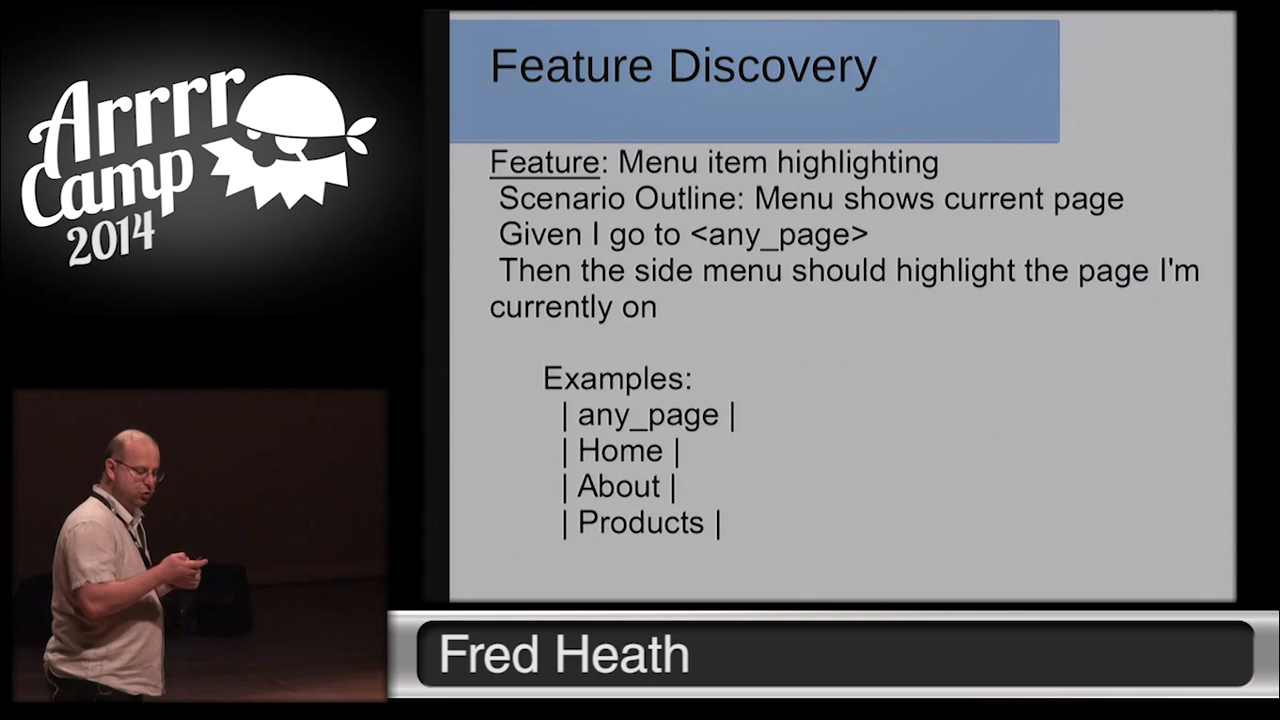 Arrrr
Camp
2014
Feature Discovery
Feature: Menu item highlighting
Scenario Outline: Menu shows current page
Given I go to <any_page>
Then the side menu should highlight the page I'm
currently on
Examples:
| any_page |
| Home |
| About |
| Products |
Fred Heath